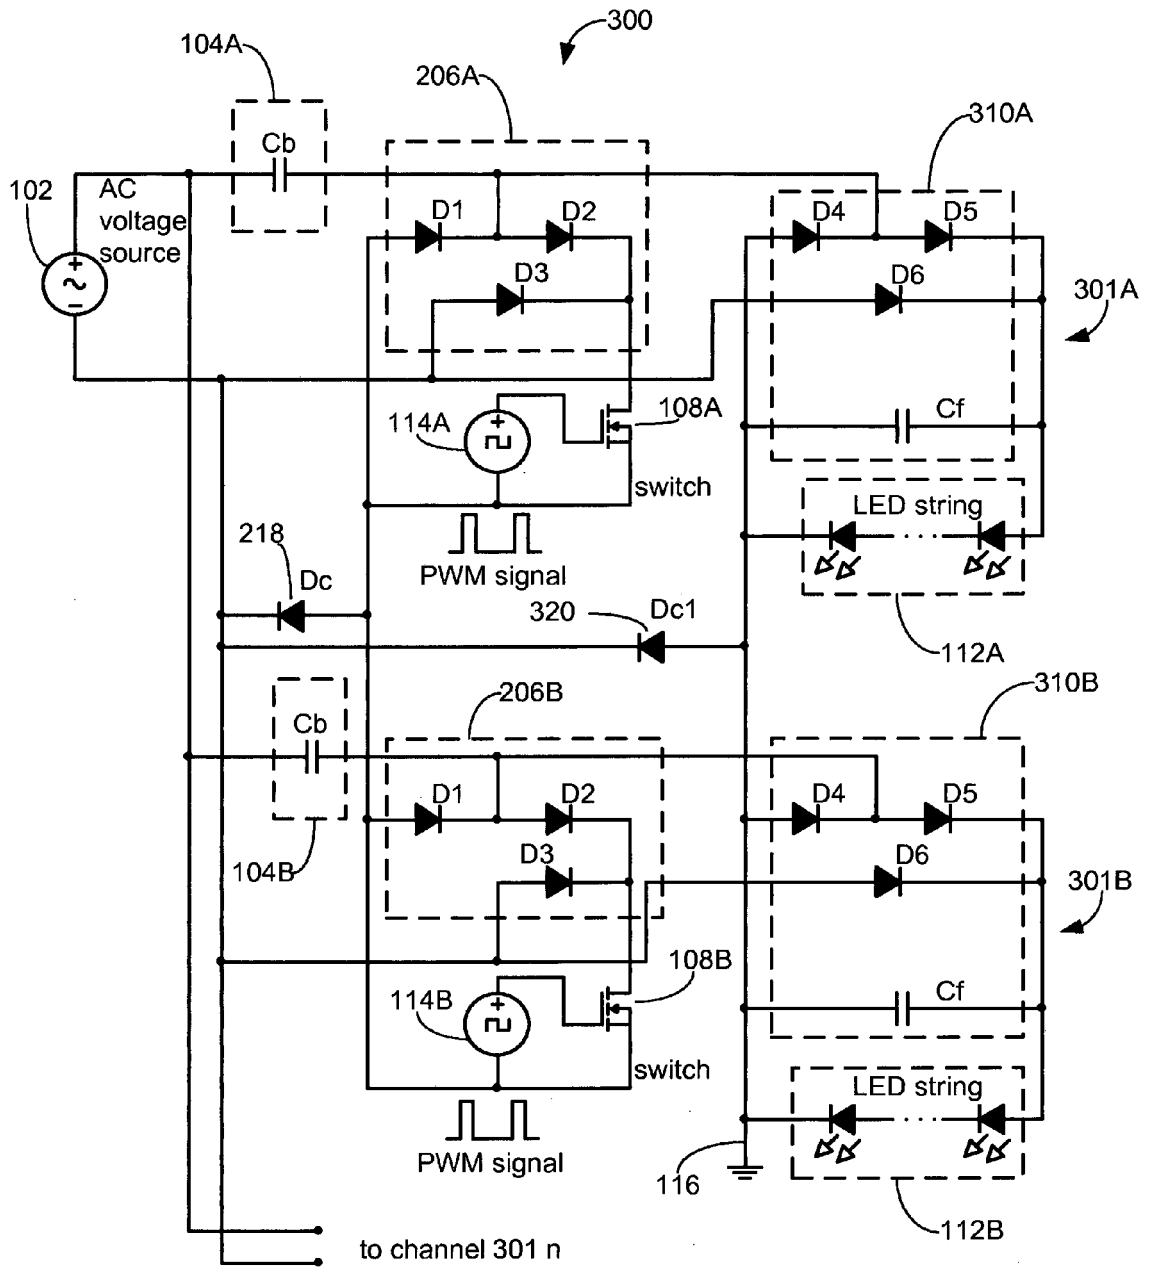 300
104A
206A
310A
Cb
102
AC
voltage
source
+
−
D1
D2
D3
D4
D5
D6
301A
114A
+
108A
Cf
switch
LED string
PWM signal
218
Dc
320
Dc1
112A
206B
310B
Cb
D1
D2
D4
D5
104B
D3
D6
301B
108B
114B
+
Cf
switch
LED string
PWM signal
116
112B
to channel 301 n